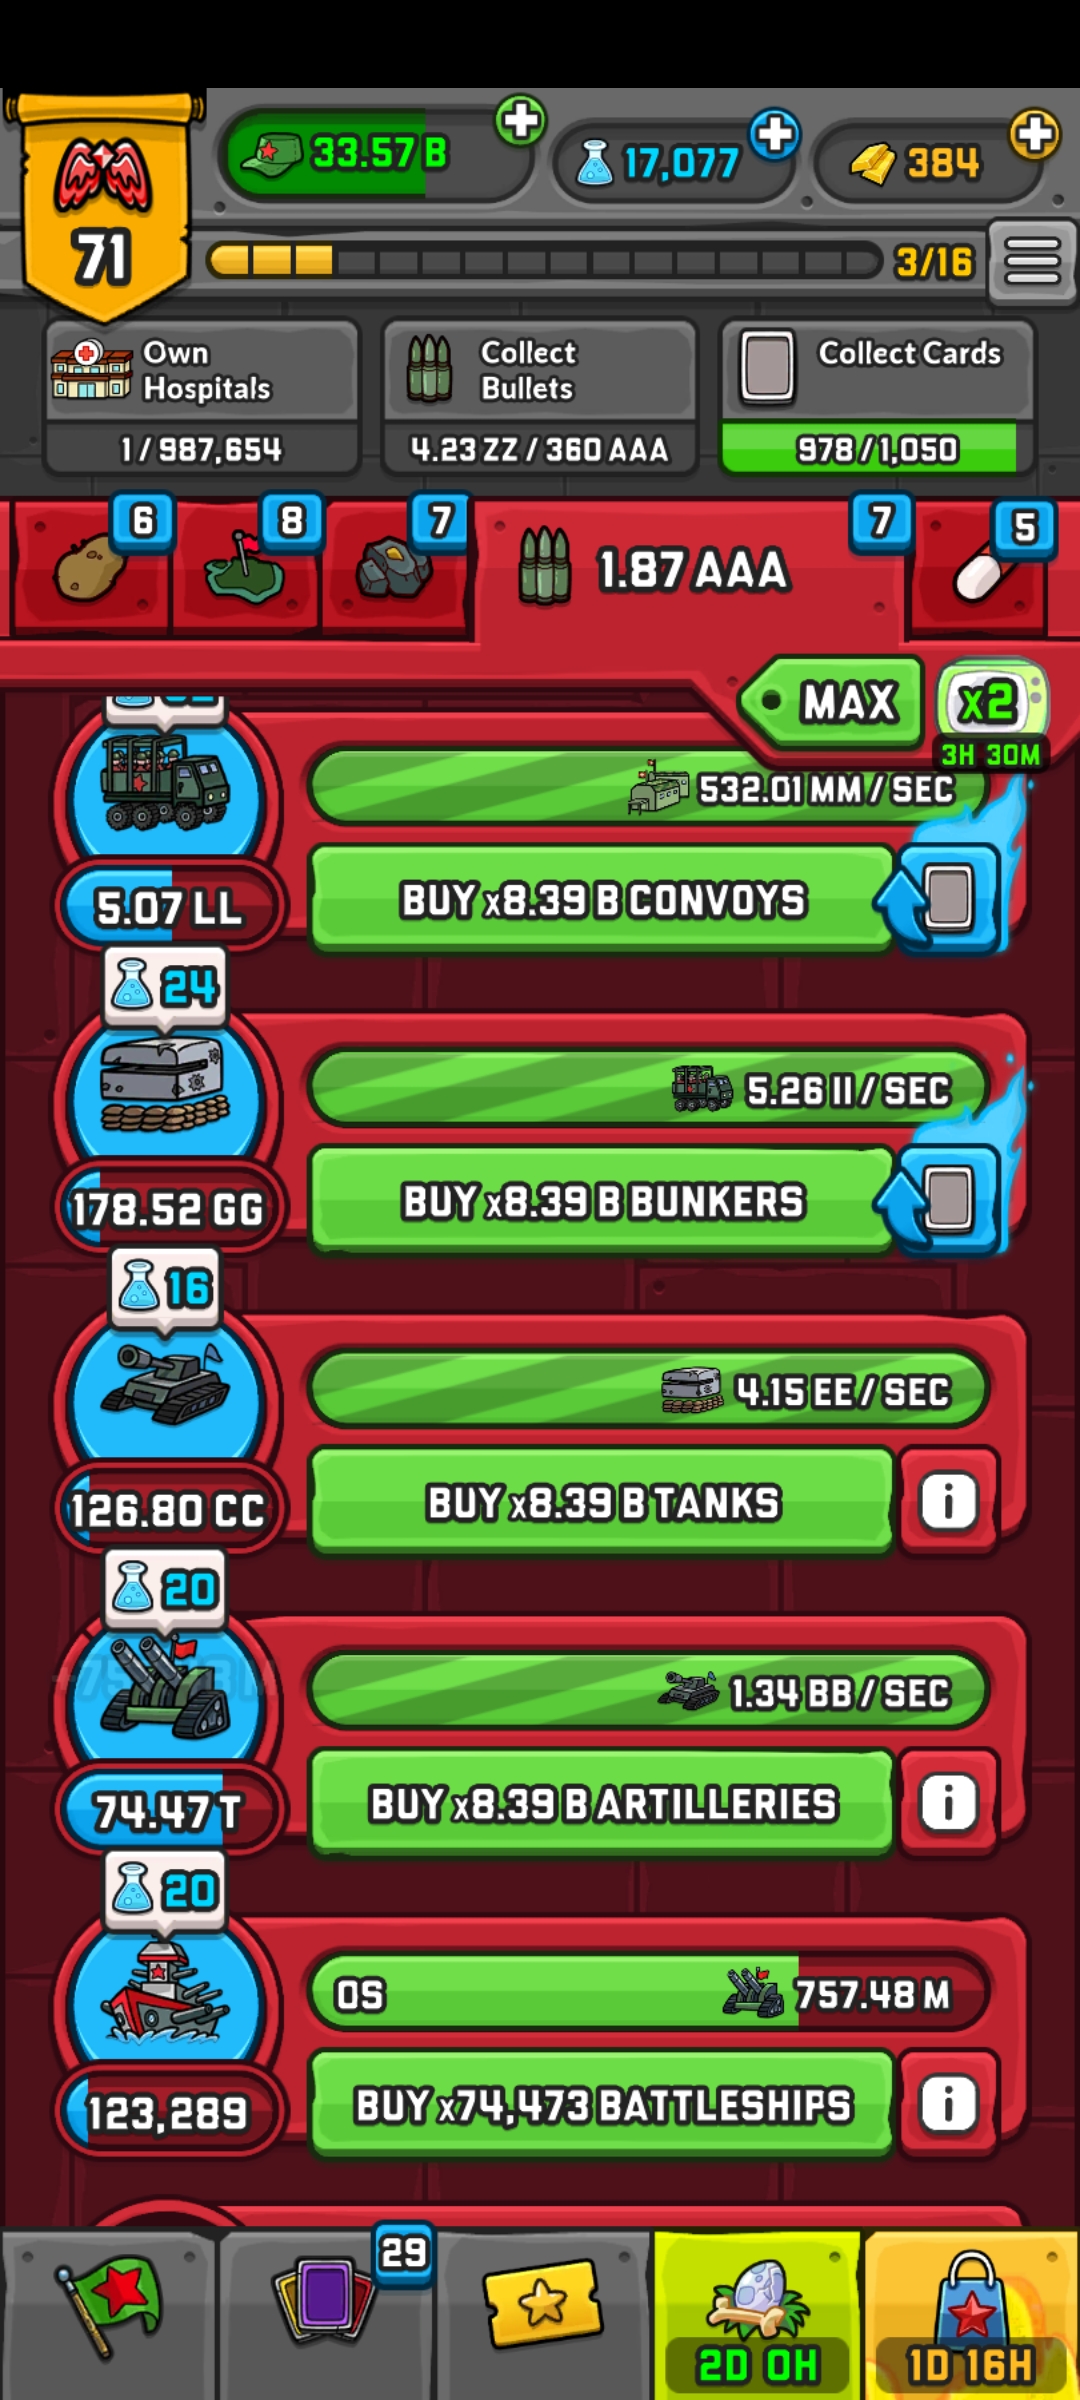 33.57 B
17,077
384
71
3/16
Own
Hospitals
1 / 987,654
Collect
Bullets
4.23 ZZ / 360 AAA
Collect Cards
978 / 1,050
6
8
7
1.87 AAA
7
5
MAX
x2
3H 30M
532.01 MM / SEC
BUY x8.39 B CONVOYS
5.07 LL
24
5.26 II / SEC
BUY x8.39 B BUNKERS
178.52 GG
16
4.15 EE / SEC
BUY x8.39 B TANKS
126.80 CC
20
1.34 BB / SEC
BUY x8.39 B ARTILLERIES
74.47 T
20
0S
757.48 M
BUY x74,473 BATTLESHIPS
123,289
29
2D 0H
1D 16H